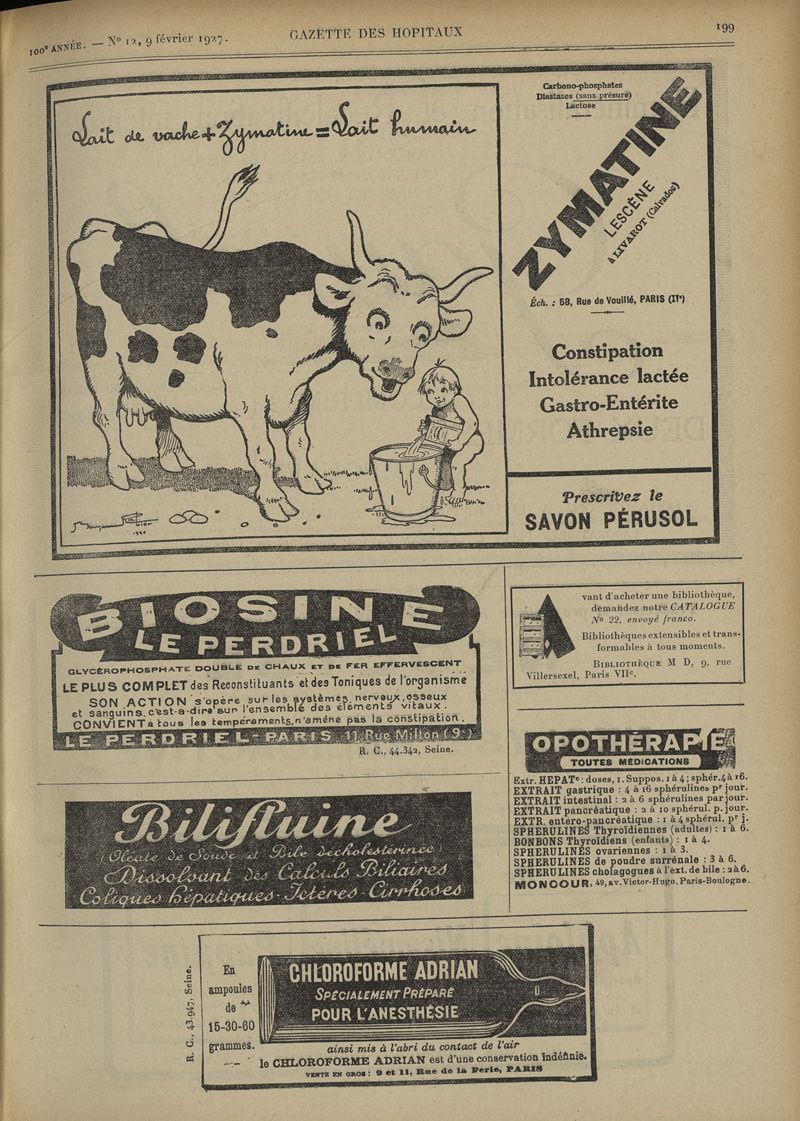 100e ANNÉE. — No 12, 9 février 1927.
GAZETTE DES HOPITAUX
199
Lait de vache + Zymatine = Lait humain
Carbono-phosphates
Diastases (sans présure)
Lactose
ZYMATINE
LESCÈNE
à LIVAROT (Calvados)
Éch. : 58, Rue de Vouillé, PARIS (IIe)
Constipation
Intolérance lactée
Gastro-Entérite
Athrepsie
Prescrivez le
SAVON PÉRUSOL
Benjamin Rabier
BIOSINE
LE PERDRIEL
GLYCÉROPHOSPHATE DOUBLE DE CHAUX ET DE FER EFFERVESCENT
LE PLUS COMPLET des Reconstituants et des Toniques de l'organisme
SON ACTION s'opère sur les systèmes nerveux, osseux
et sanguins, c'est-a-dire sur l'ensemble des éléments vitaux.
CONVIENT a tous les tempéraments, n'améne pas la constipation.
LE PERDRIEL-PARIS 11, Rue Milton (9e)
R. C., 44.342, Seine.
vant d'acheter une bibliothèque,
demandez notre CATALOGUE
No 22, envoyé franco.
Bibliothèques extensibles et trans-
formables à tous moments.
BIBLIOTHÈQUE M D, 9, rue
Villersexel, Paris VIIe.
Bilifluine
Oléate de Soude et Bile décholestérinée
Dissolvant des Calculs Biliaires
Coliques Hépatiques - Ictères - Cirrhoses
OPOTHÉRAPIE
TOUTES MÉDICATIONS
Extr. HEPATe : doses, 1. Suppos. 1 à 4 ; sphér. 4 à 16.
EXTRAIT gastrique : 4 à 16 sphérulines pr jour.
EXTRAIT intestinal : 2 à 6 sphérulines par jour.
EXTRAIT pancréatique : 2 à 10 sphérul. p. jour.
EXTR. entéro-pancréatique : 1 à 4 sphérul. pr j.
SPHERULINES Thyroïdiennes (adultes) : 1 à 6.
BONBONS Thyroïdiens (enfants) : 1 à 4.
SPHERULINES ovariennes : 1 à 3.
SPHERULINES de poudre surrénale : 3 à 6.
SPHERULINES cholagogues à l'ext. de bile : 2 à 6.
MONCOUR, 49, av. Victor-Hugo, Paris-Boulogne.
R. C., 43.947, Seine.
En
ampoules
de
15-30-60
grammes.
CHLOROFORME ADRIAN
SPÉCIALEMENT PRÉPARÉ
POUR L'ANESTHÉSIE
ainsi mis à l'abri du contact de l'air
le CHLOROFORME ADRIAN est d'une conservation indéfinie.
VENTE EN GROS : 9 et 11, Rue de la Perle, PARIS